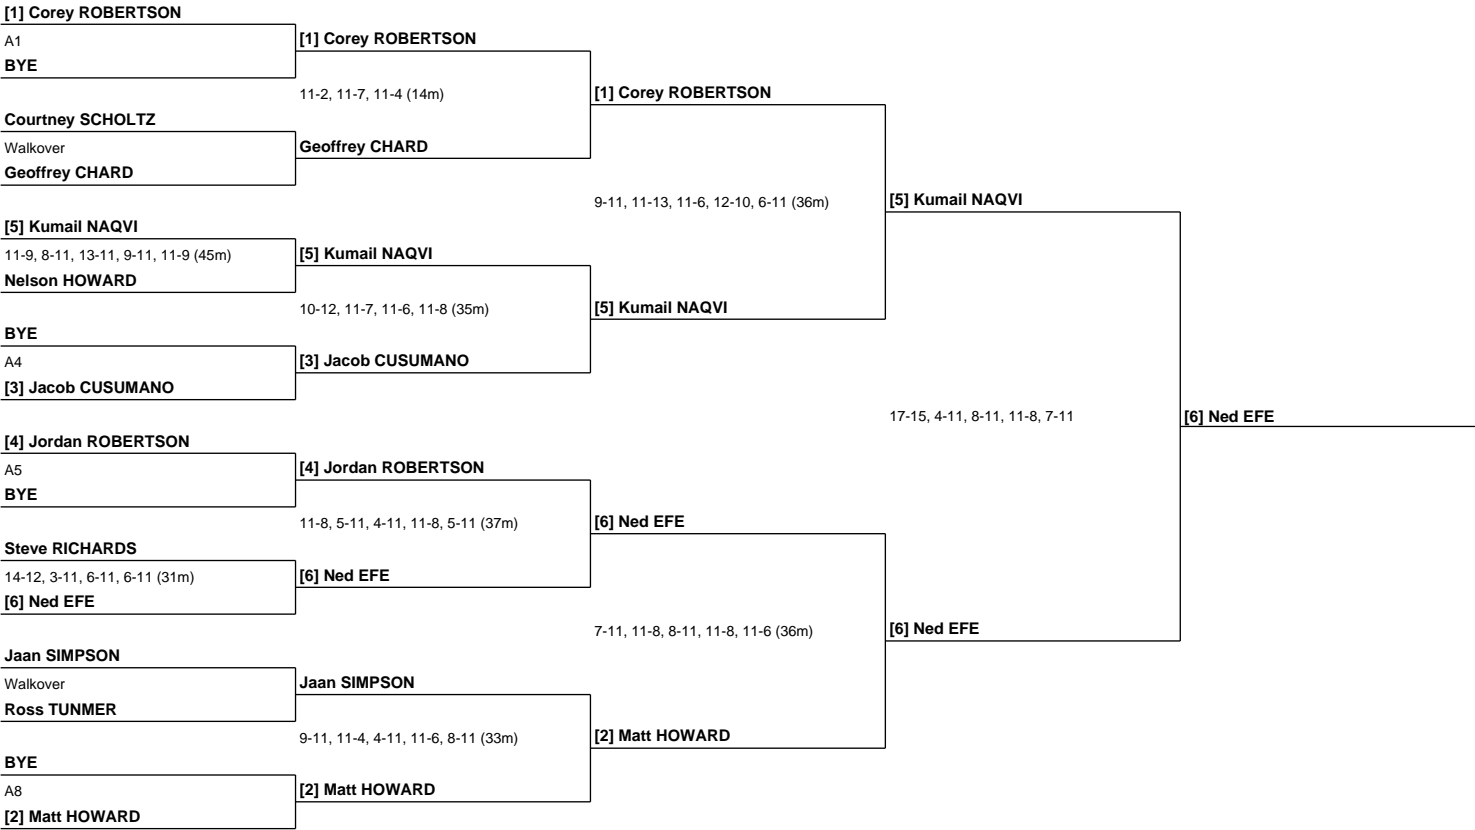 [1] Corey ROBERTSON
A1
BYE
Courtney SCHOLTZ
Walkover
Geoffrey CHARD
[5] Kumail NAQVI
11-9, 8-11, 13-11, 9-11, 11-9 (45m)
Nelson HOWARD
BYE
A4
[3] Jacob CUSUMANO
[4] Jordan ROBERTSON
A5
BYE
Steve RICHARDS
14-12, 3-11, 6-11, 6-11 (31m)
[6] Ned EFE
Jaan SIMPSON
Walkover
Ross TUNMER
BYE
A8
[2] Matt HOWARD
[1] Corey ROBERTSON
11-2, 11-7, 11-4 (14m)
Geoffrey CHARD
[5] Kumail NAQVI
10-12, 11-7, 11-6, 11-8 (35m)
[3] Jacob CUSUMANO
[4] Jordan ROBERTSON
11-8, 5-11, 4-11, 11-8, 5-11 (37m)
[6] Ned EFE
Jaan SIMPSON
9-11, 11-4, 4-11, 11-6, 8-11 (33m)
[2] Matt HOWARD
[1] Corey ROBERTSON
9-11, 11-13, 11-6, 12-10, 6-11 (36m)
[5] Kumail NAQVI
[6] Ned EFE
7-11, 11-8, 8-11, 11-8, 11-6 (36m)
[2] Matt HOWARD
[5] Kumail NAQVI
17-15, 4-11, 8-11, 11-8, 7-11
[6] Ned EFE
[6] Ned EFE